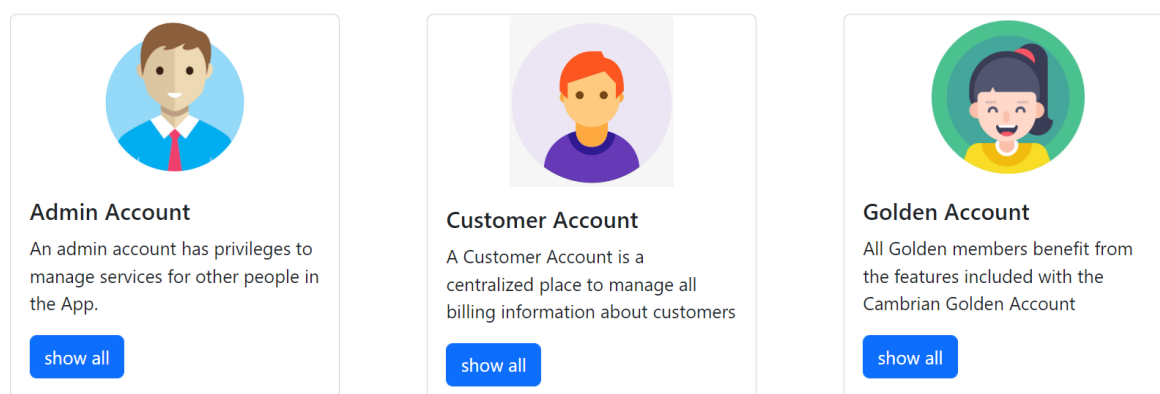 Admin Account
An admin account has privileges to
manage services for other people in
the App.
show all
Customer Account
A Customer Account is a
centralized place to manage all
billing information about customers
show all
Golden Account
All Golden members benefit from
the features included with the
Cambrian Golden Account
show all